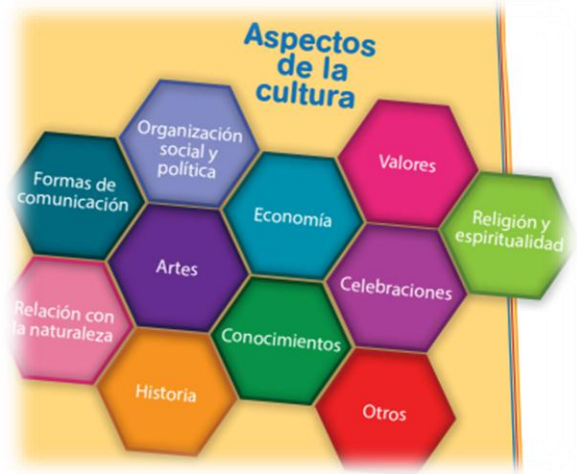 Aspectos
de la
cultura
Organización
social y
política
Valores
Formas de
comunicación
Economía
Religión y
espiritualidad
Artes
Celebraciones
Relación con
la naturaleza
Conocimientos
Historia
Otros